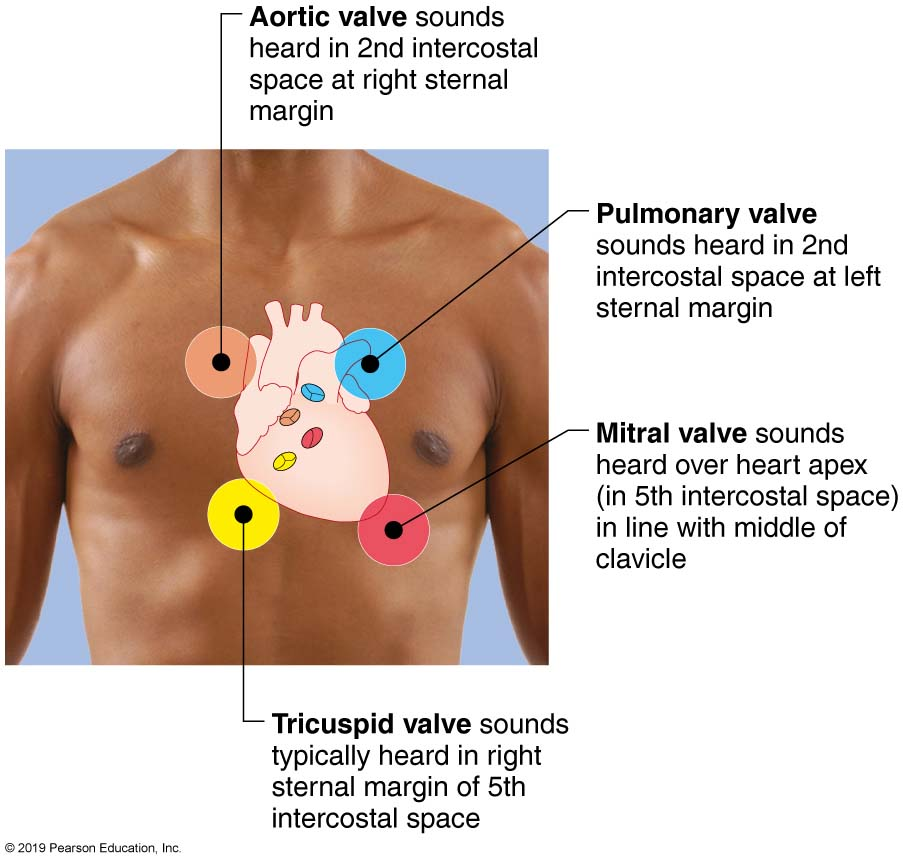 Aortic valve sounds
heard in 2nd intercostal
space at right sternal
margin
Pulmonary valve
sounds heard in 2nd
intercostal space at left
sternal margin
Mitral valve sounds
heard over heart apex
(in 5th intercostal space)
in line with middle of
clavicle
Tricuspid valve sounds
typically heard in right
sternal margin of 5th
intercostal space
© 2019 Pearson Education, Inc.